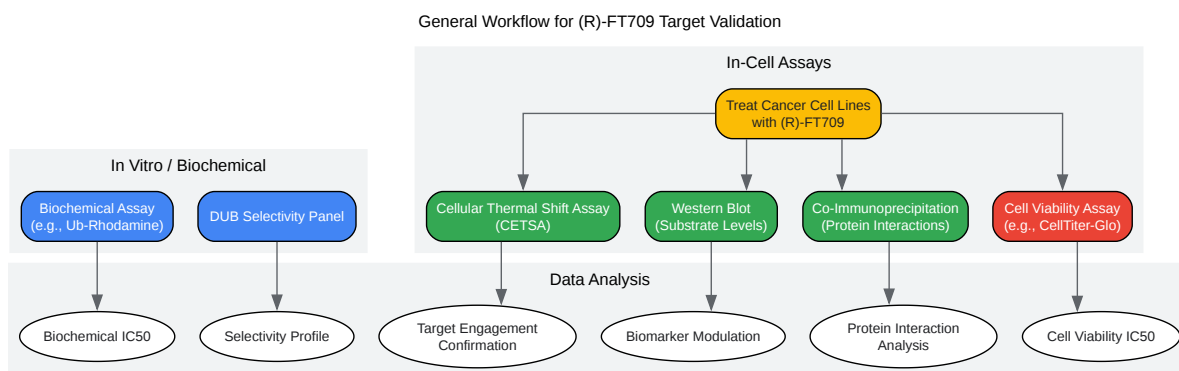 General Workflow for (R)-FT709 Target Validation
In-Cell Assays
Treat Cancer Cell Lines
with (R)-FT709
In Vitro / Biochemical
Biochemical Assay
(e.g., Ub-Rhodamine)
DUB Selectivity Panel
Cellular Thermal Shift Assay
(CETSA)
Western Blot
(Substrate Levels)
Co-Immunoprecipitation
(Protein Interactions)
Cell Viability Assay
(e.g., CellTiter-Glo)
Data Analysis
Biochemical IC50
Selectivity Profile
Target Engagement
Confirmation
Biomarker Modulation
Protein Interaction
Analysis
Cell Viability IC50